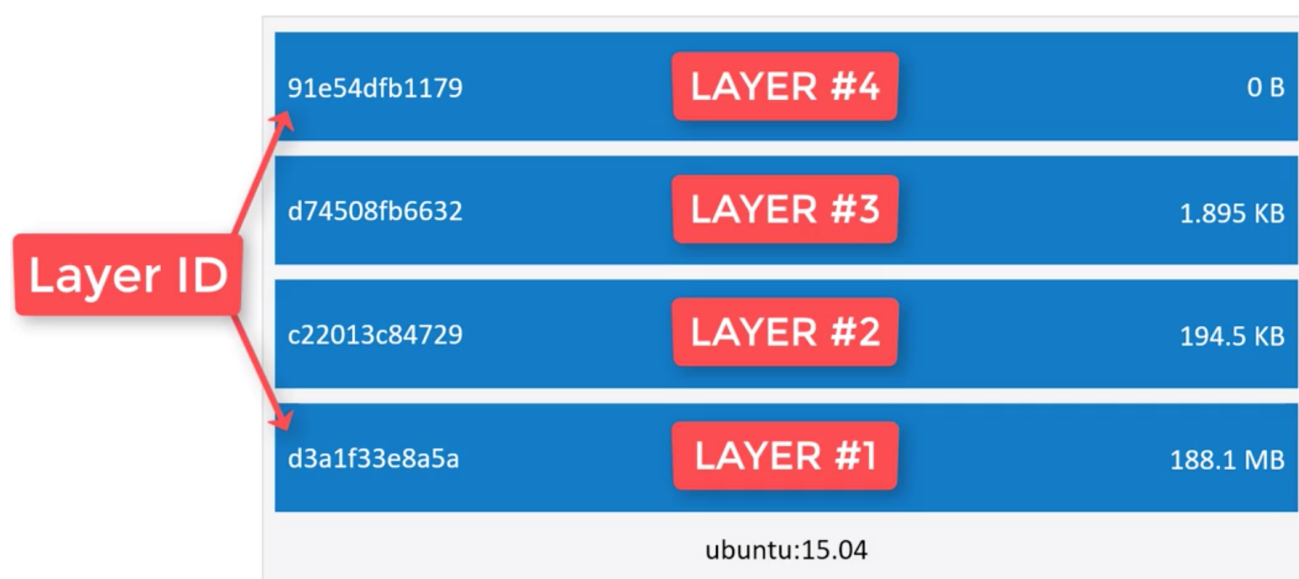 91e54dfb1179 LAYER #4 0 B
d74508fb6632 LAYER #3 1.895 KB
Layer ID
c22013c84729 LAYER #2 194.5 KB
d3a1f33e8a5a LAYER #1 188.1 MB
ubuntu:15.04